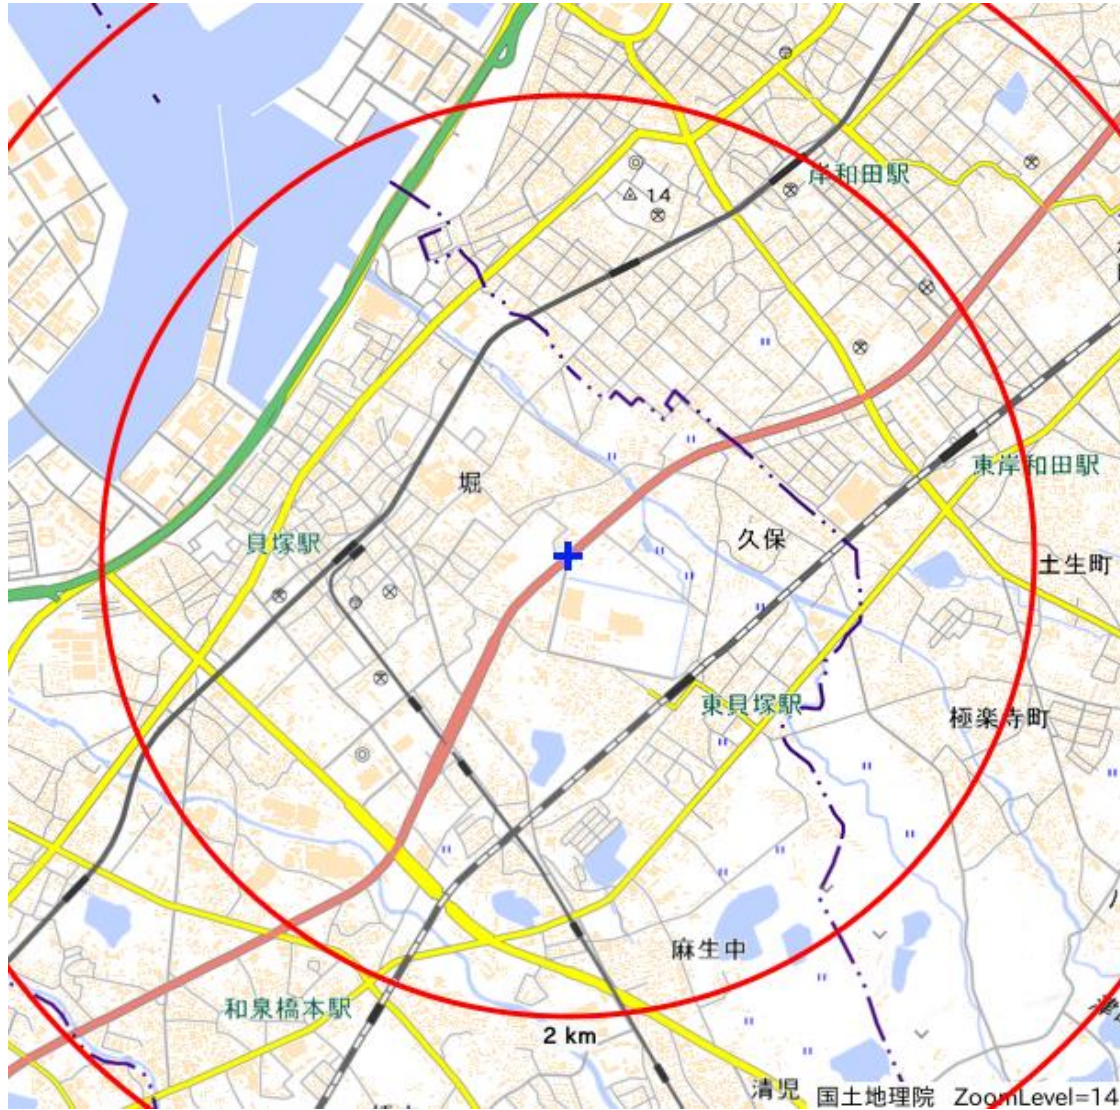 岸和田駅
14
東岸和田駅
堀
貝塚駅
久保
土生町
東貝塚駅
極楽寺町
麻生中
和泉橋本駅
2 km
清児
国土地理院 ZoomLevel=14